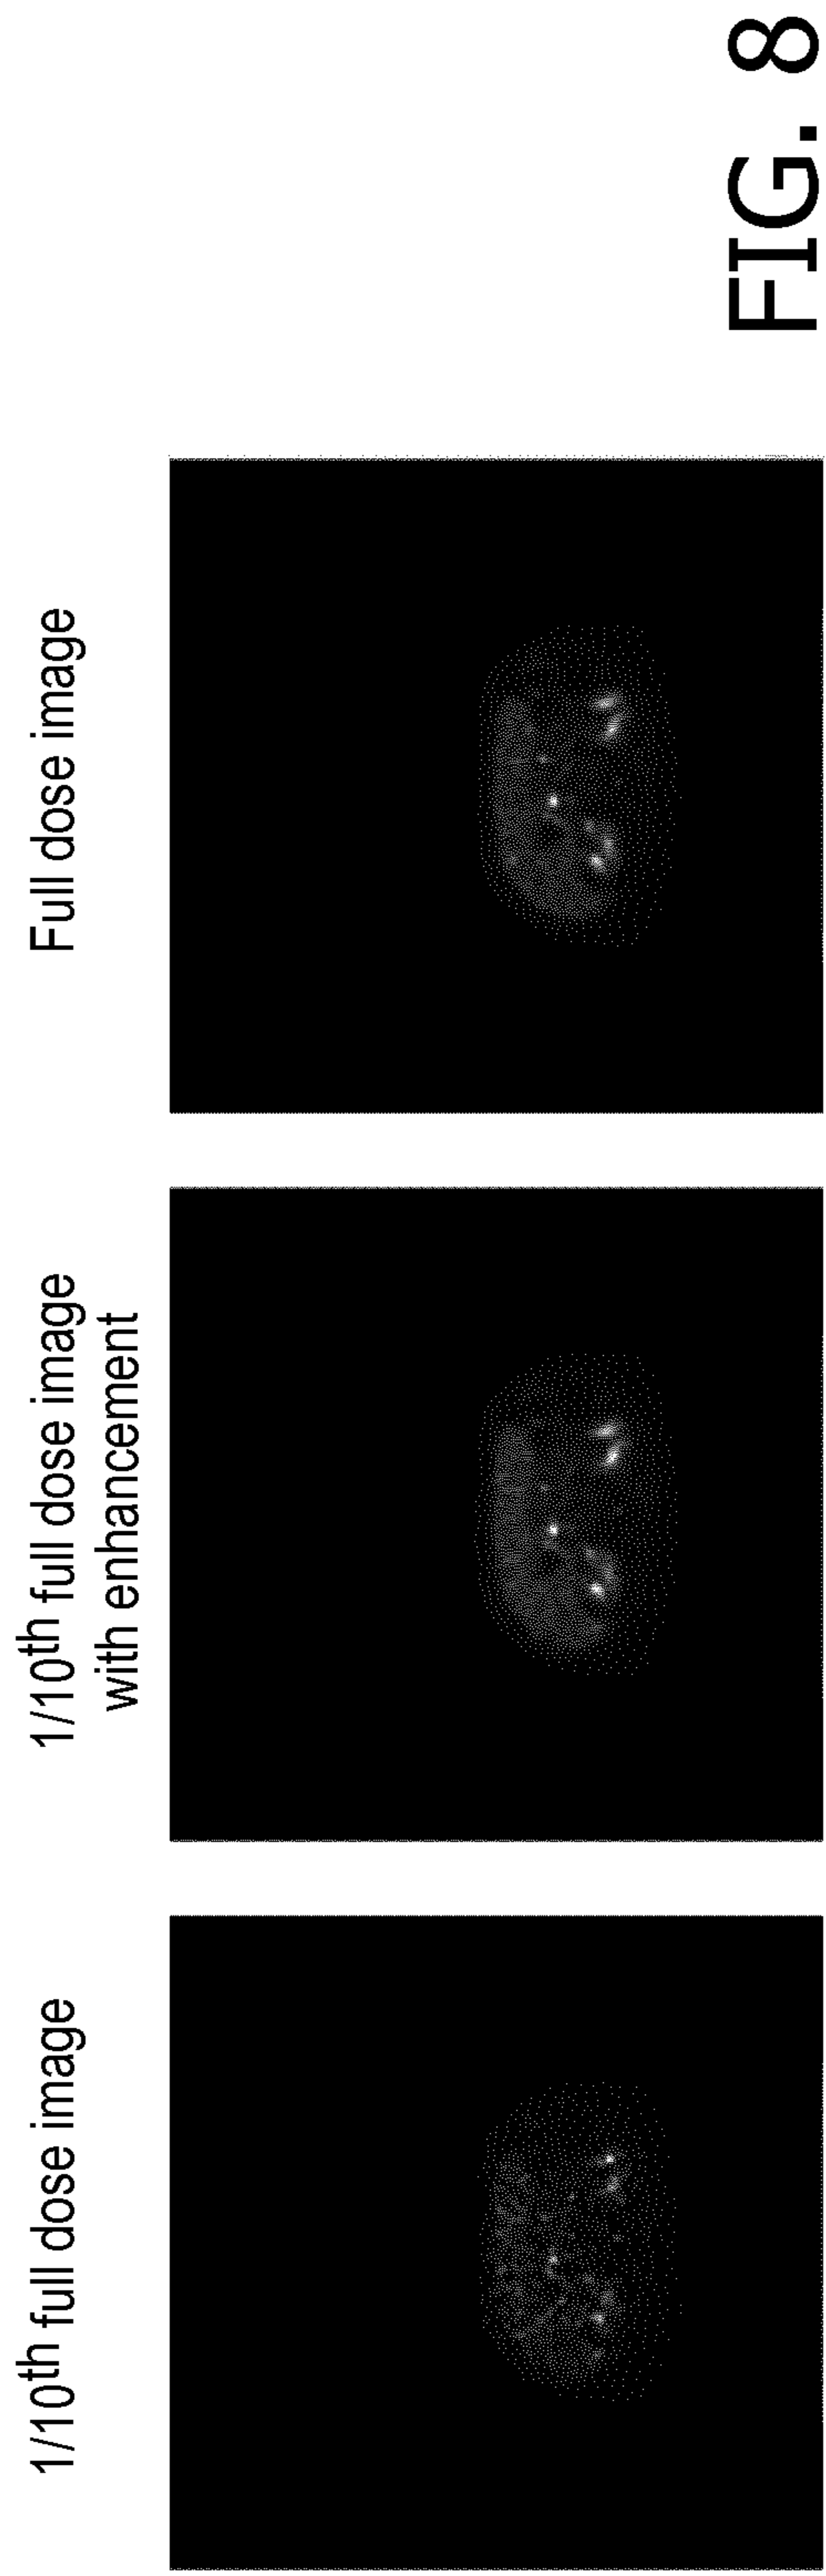 1/10th full dose image
1/10th full dose image
with enhancement
Full dose image
FIG. 8